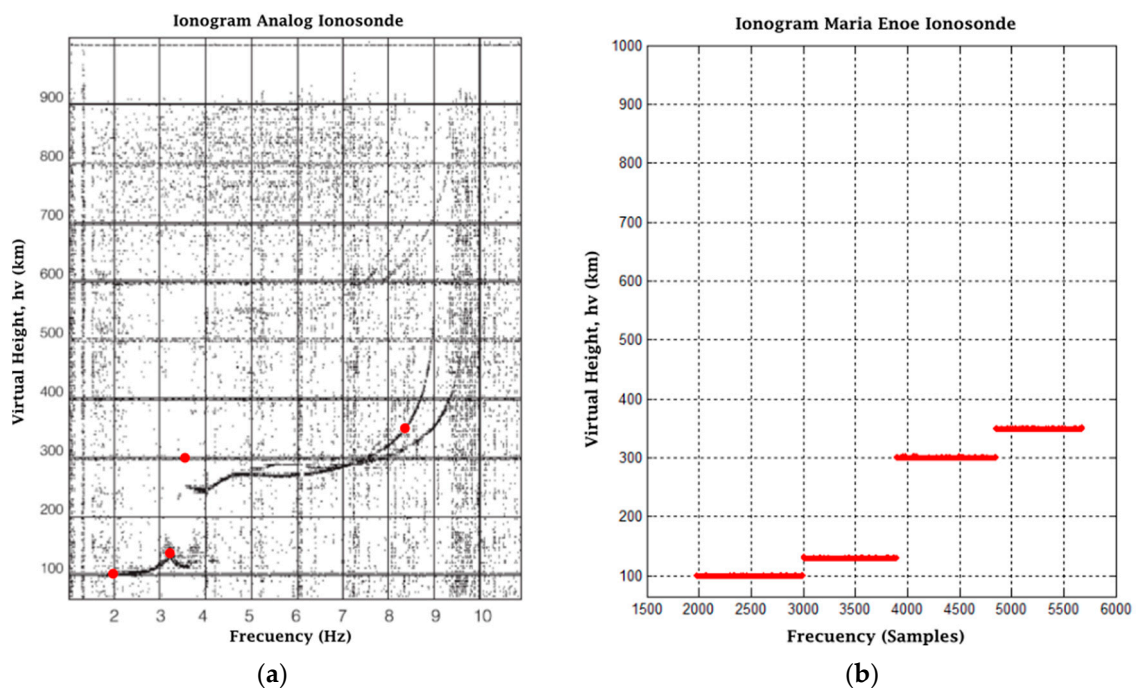 Ionogram Analog Ionosonde
Virtual Height, hv (km)
900
800
700
600
500
400
300
200
100
2 3 4 5 6 7 8 9 10
Frecuency (Hz)
(a)
Ionogram Maria Enoe Ionosonde
Virtual Height, hv (km)
1000
900
800
700
600
500
400
300
200
100
1500 2000 2500 3000 3500 4000 4500 5000 5500 6000
Frecuency (Samples)
(b)